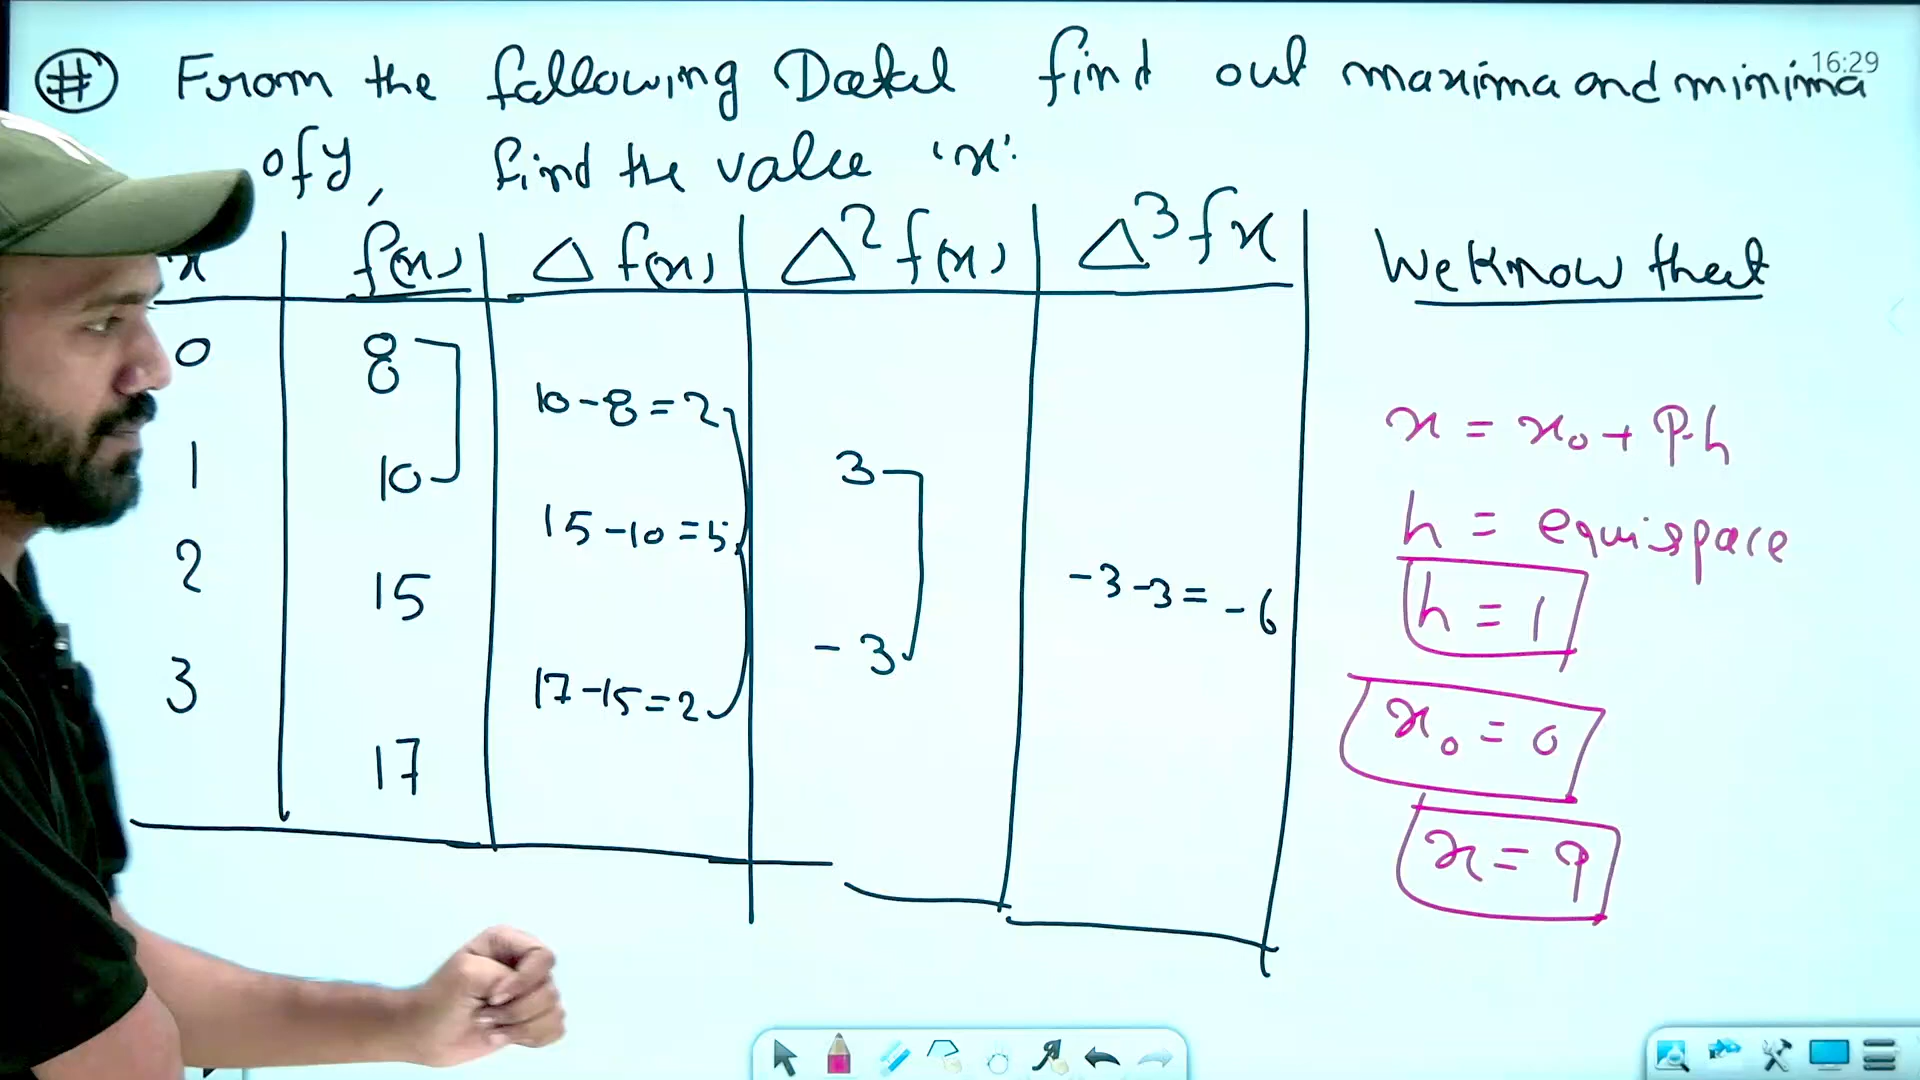 16:29
# From the following Datal find out maxima and minima
of y, find the value 'x'.
x f(x) Δ f(x) Δ² f(x) Δ³ fx
0 8
10-8=2
1 10 3
15-10=5
2 15 -3-3=-6
-3
17-15=2
3 17
We Know that
x = x₀ + P.h
h = equispace
h = 1
x₀ = 0
x = P